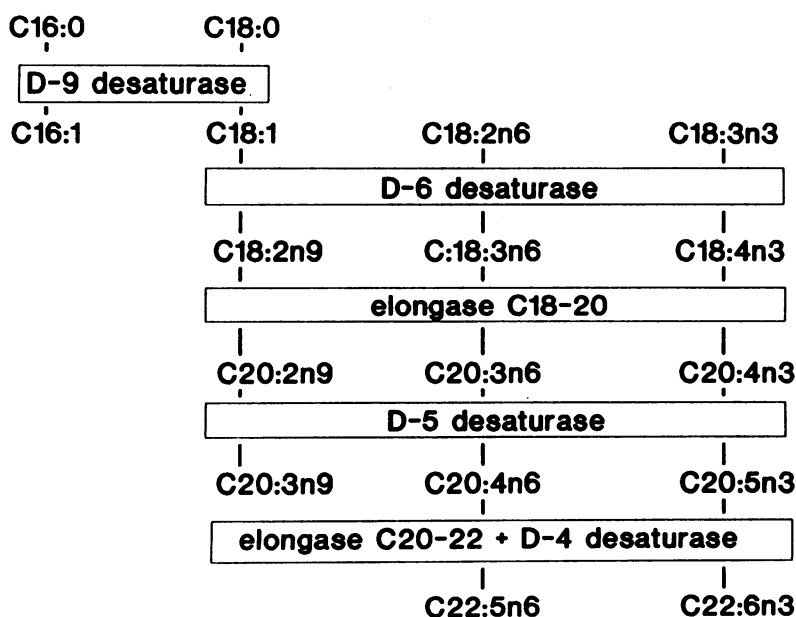 C16:0 C18:0
D-9 desaturase
C16:1 C18:1 C18:2n6 C18:3n3
D-6 desaturase
C18:2n9 C:18:3n6 C18:4n3
elongase C18-20
C20:2n9 C20:3n6 C20:4n3
D-5 desaturase
C20:3n9 C20:4n6 C20:5n3
elongase C20-22 + D-4 desaturase
C22:5n6 C22:6n3